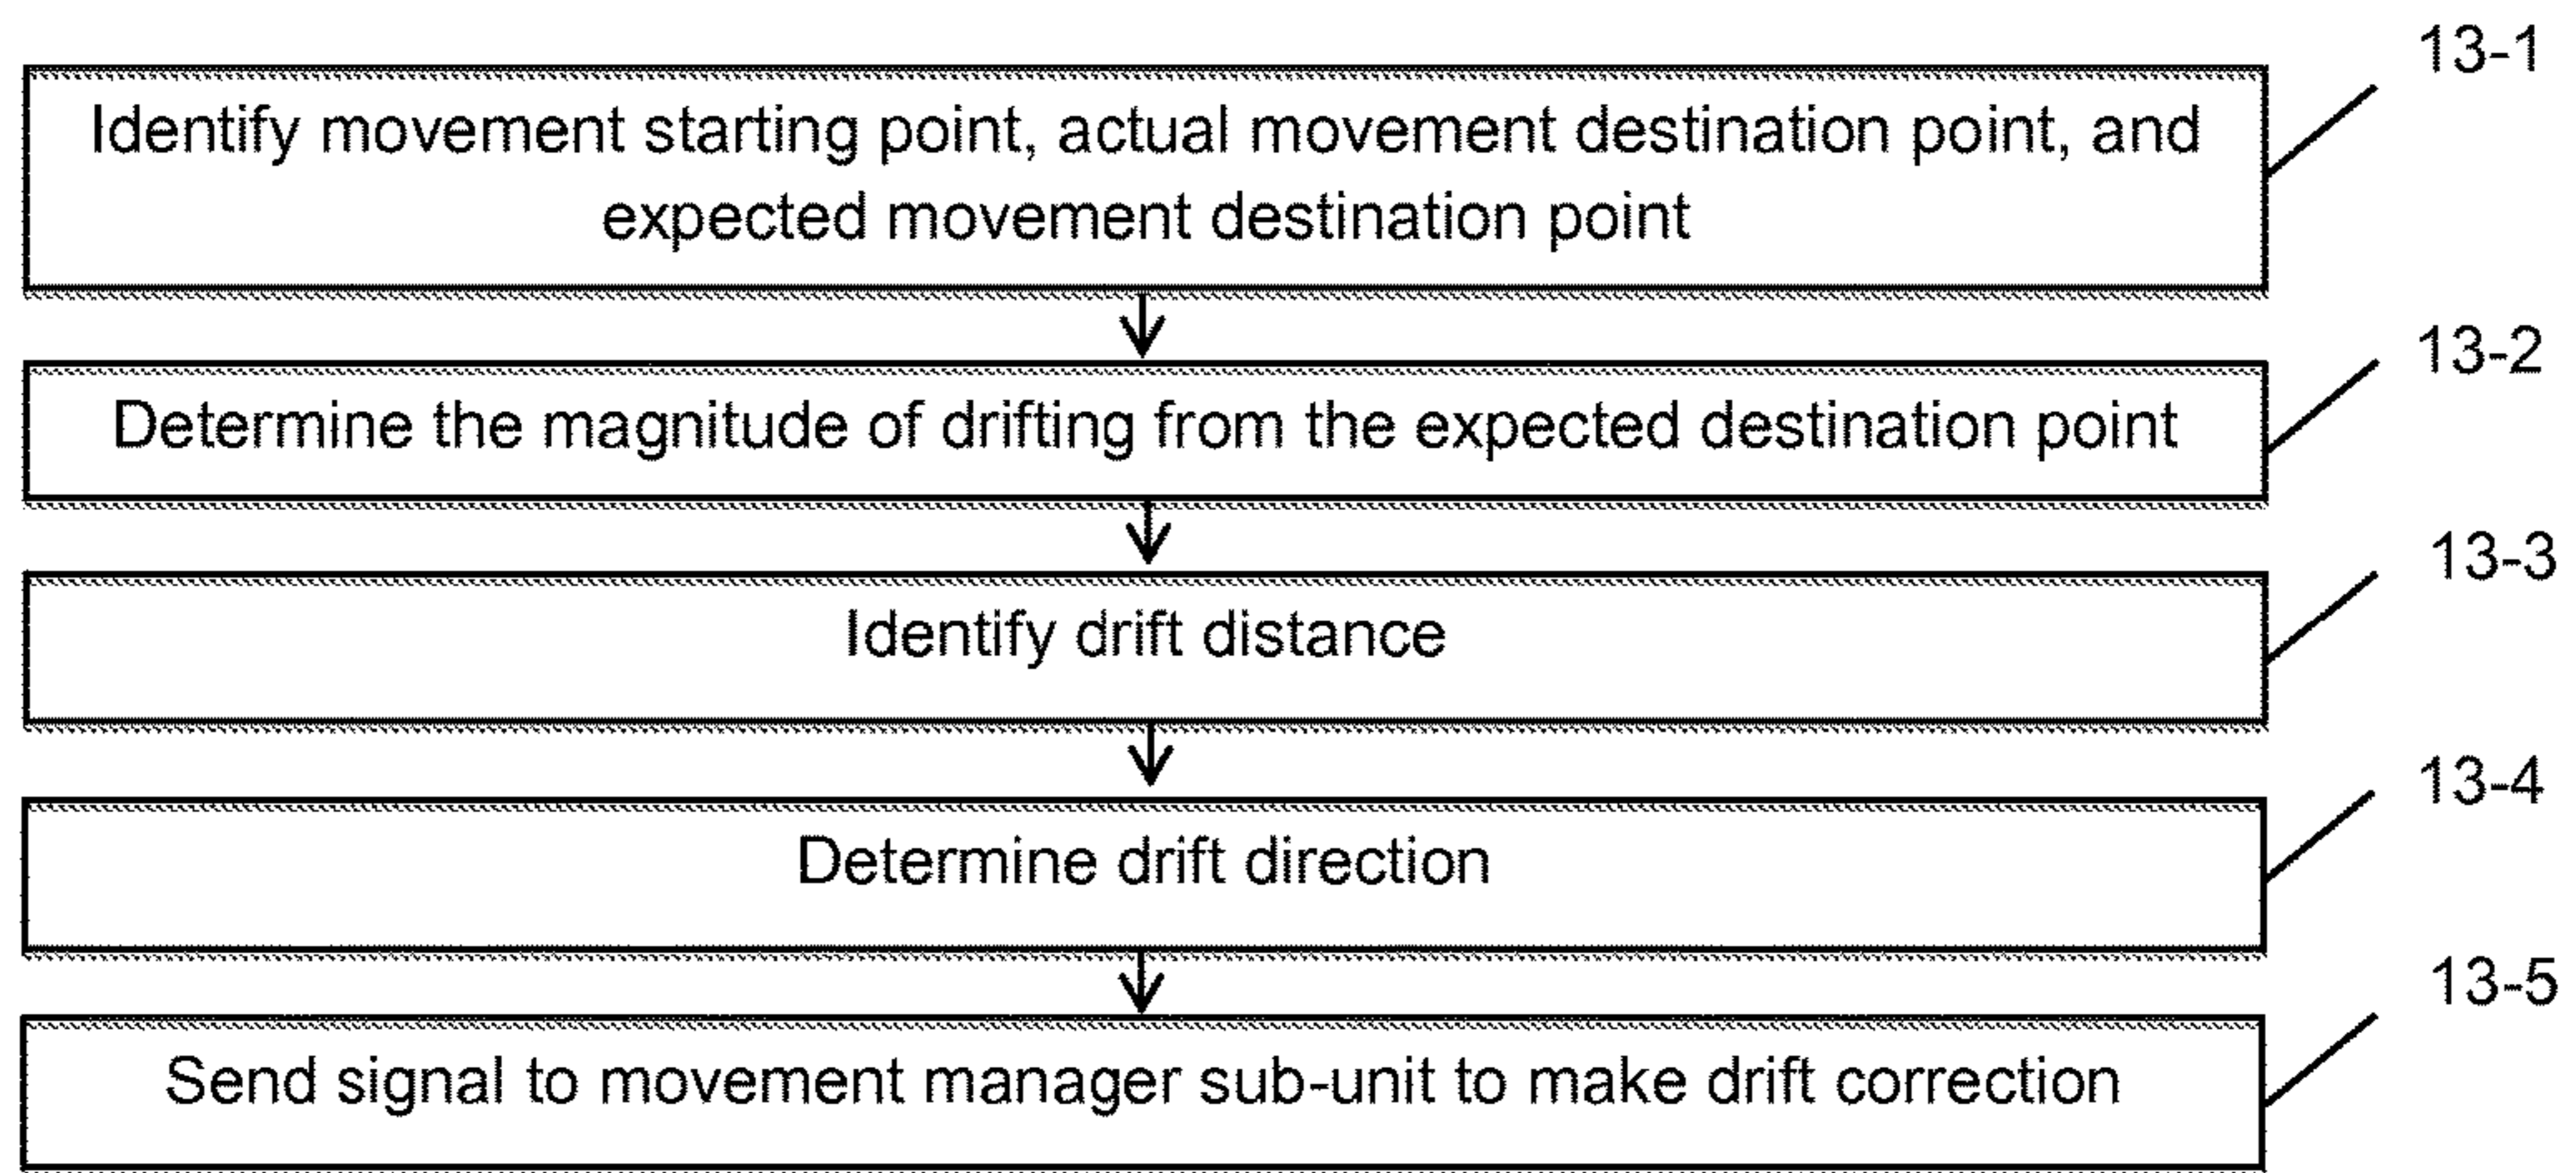 13-1
Identify movement starting point, actual movement destination point, and
expected movement destination point
13-2
Determine the magnitude of drifting from the expected destination point
13-3
Identify drift distance
13-4
Determine drift direction
13-5
Send signal to movement manager sub-unit to make drift correction